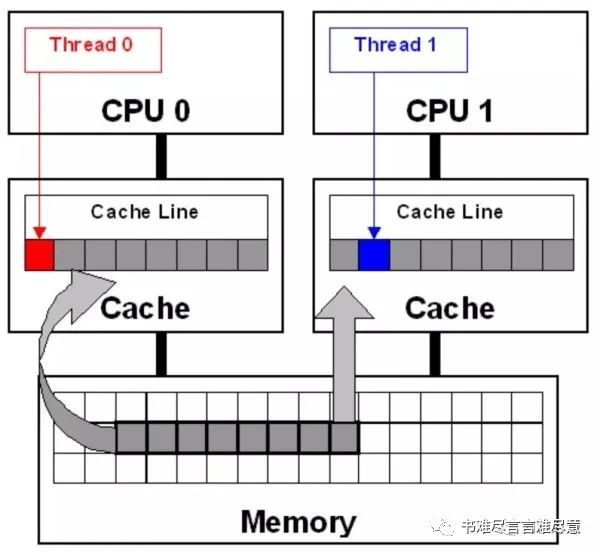 Thread 0
Thread 1
CPU 0
CPU 1
Cache Line
Cache Line
Cache
Cache
Memory
书难尽言言难尽意